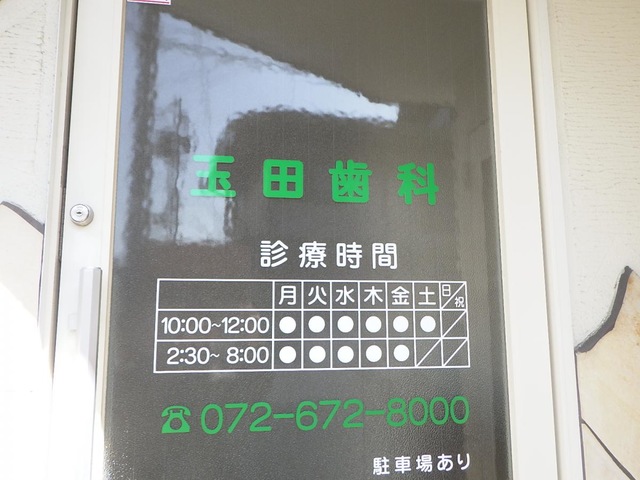 玉田歯科
診療時間
月 火 水 木 金 土 日/祝
10:00~12:00 ● ● ● ● ● ● /
2:30~8:00 ● ● ● ● ● / /
☎072-672-8000
駐車場あり